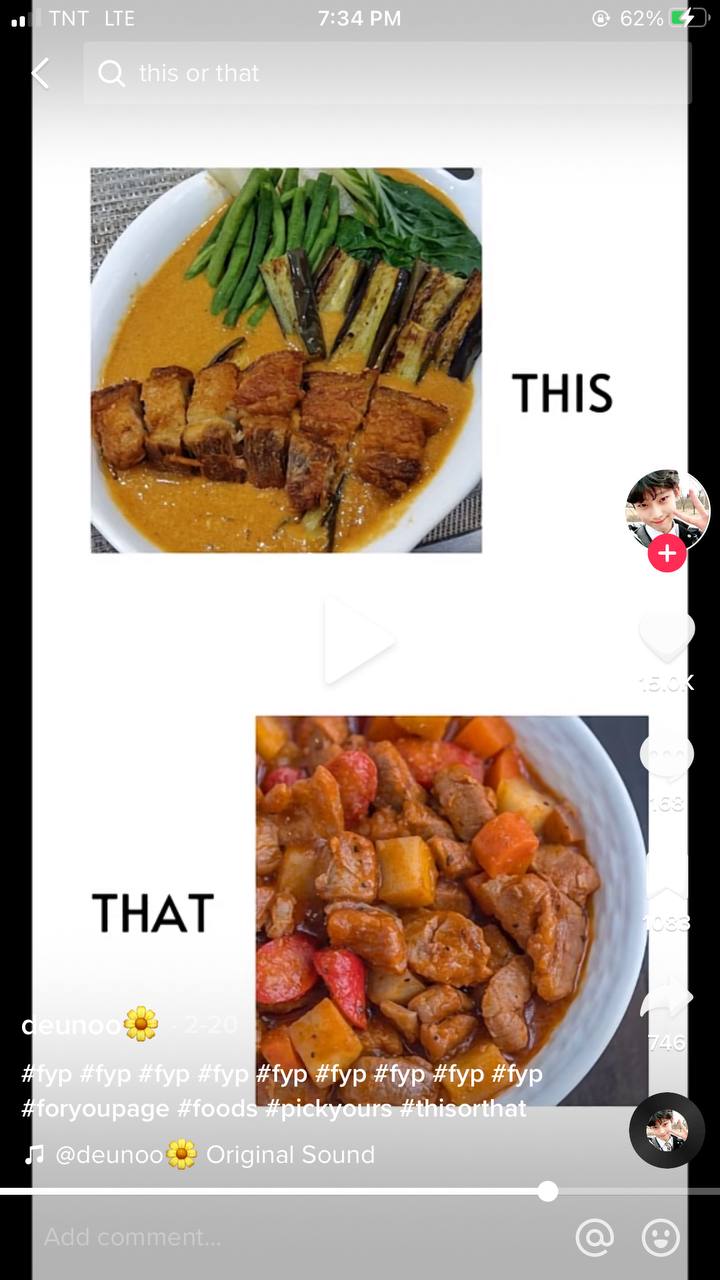 TNT LTE 7:34 PM 62%
this or that
THIS
15.0K
168
1083
THAT
deunoo🌼 · 2-20
746
#fyp #fyp #fyp #fyp #fyp #fyp #fyp #fyp #fyp
#foryoupage #foods #pickyours #thisorthat
@deunoo🌼 Original Sound
Add comment...